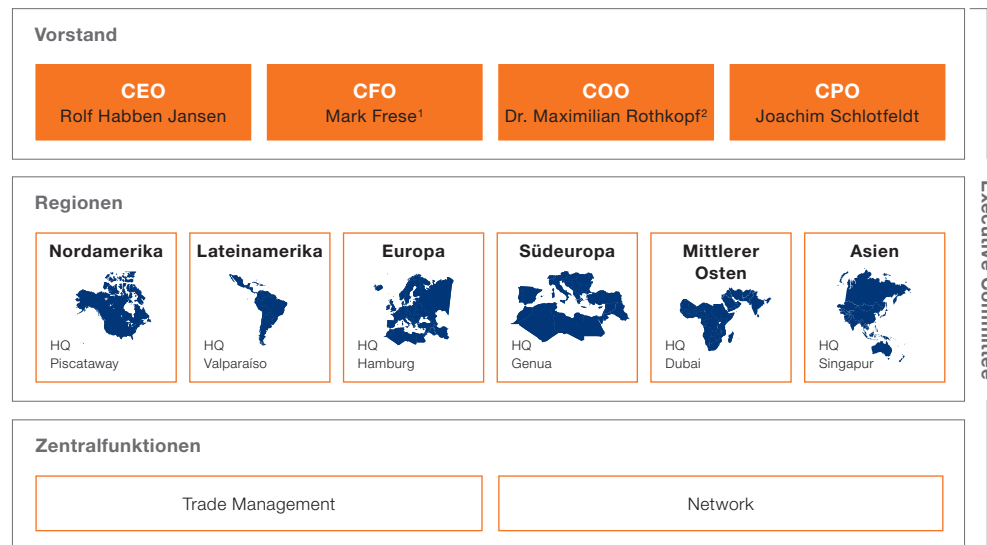 Vorstand
CEO
Rolf Habben Jansen
CFO
Mark Frese¹
COO
Dr. Maximilian Rothkopf²
CPO
Joachim Schlotfeldt
Executive Committee
Regionen
Nordamerika
HQ
Piscataway
Lateinamerika
HQ
Valparaíso
Europa
HQ
Hamburg
Südeuropa
HQ
Genua
Mittlerer
Osten
HQ
Dubai
Asien
HQ
Singapur
Zentralfunktionen
Trade Management
Network